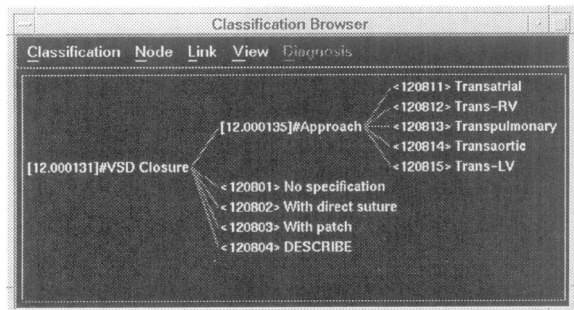 Classification Browser
Classification Node Link View Diagnosis
<120811> Transatrial
<120812> Trans-RV
[12.000135]#Approach <120813> Transpulmonary
<120814> Transaortic
<120815> Trans-LV
[12.000131]#VSD Closure
<120801> No specification
<120802> With direct suture
<120803> With patch
<120804> DESCRIBE